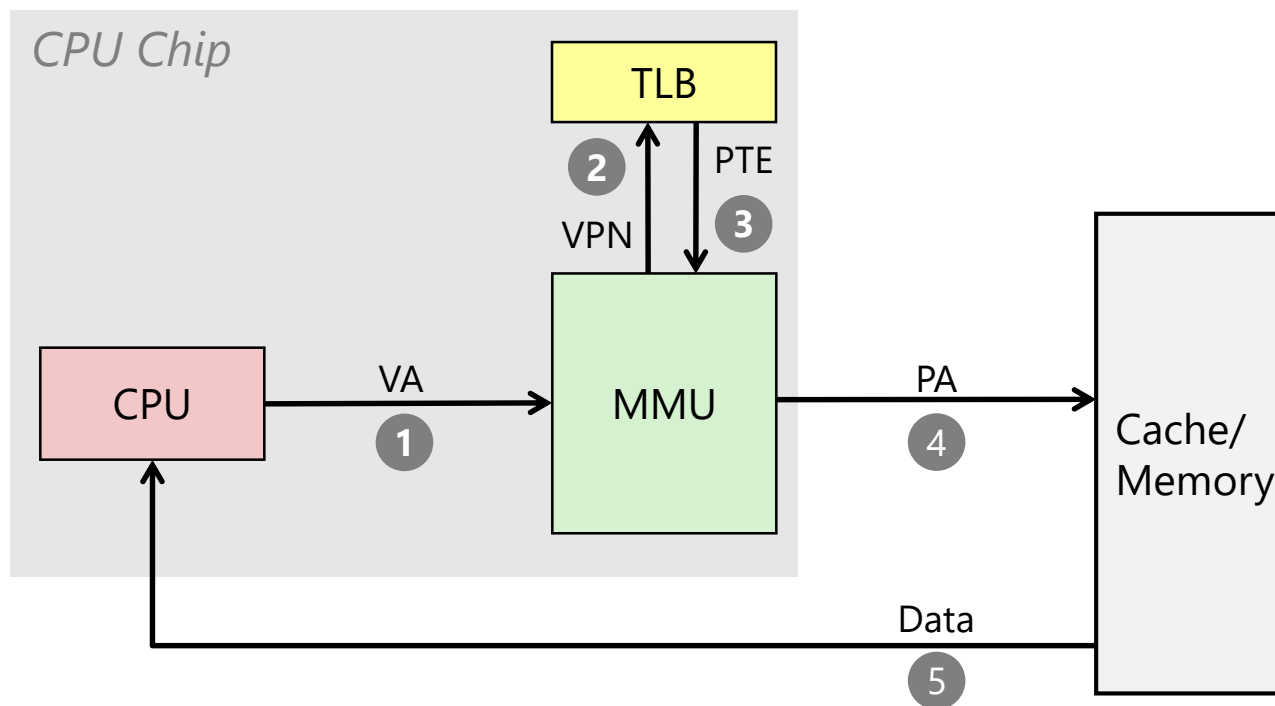 CPU Chip
TLB
2
PTE
VPN
3
CPU
VA
1
MMU
PA
4
Cache/
Memory
Data
5